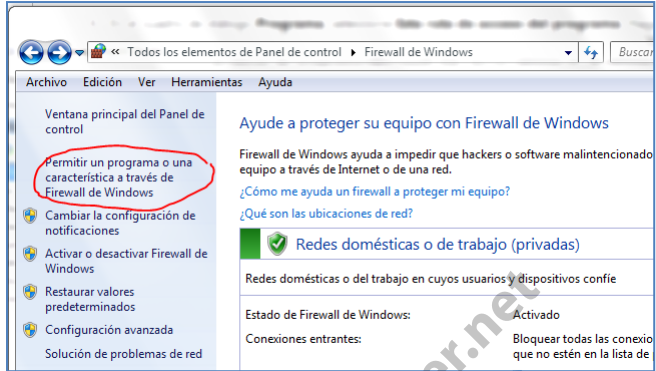 Todos los elementos de Panel de control ▸ Firewall de Windows
Buscar
Archivo Edición Ver Herramientas Ayuda
Ventana principal del Panel de
control
Permitir un programa o una
característica a través de
Firewall de Windows
Cambiar la configuración de
notificaciones
Activar o desactivar Firewall de
Windows
Restaurar valores
predeterminados
Configuración avanzada
Solución de problemas de red
Ayude a proteger su equipo con Firewall de Windows
Firewall de Windows ayuda a impedir que hackers o software malintencionado
equipo a través de Internet o de una red.
¿Cómo me ayuda un firewall a proteger mi equipo?
¿Qué son las ubicaciones de red?
Redes domésticas o de trabajo (privadas)
Redes domésticas o del trabajo en cuyos usuarios y dispositivos confíe
Estado de Firewall de Windows: Activado
Conexiones entrantes: Bloquear todas las conexio
que no estén en la lista de
er.net